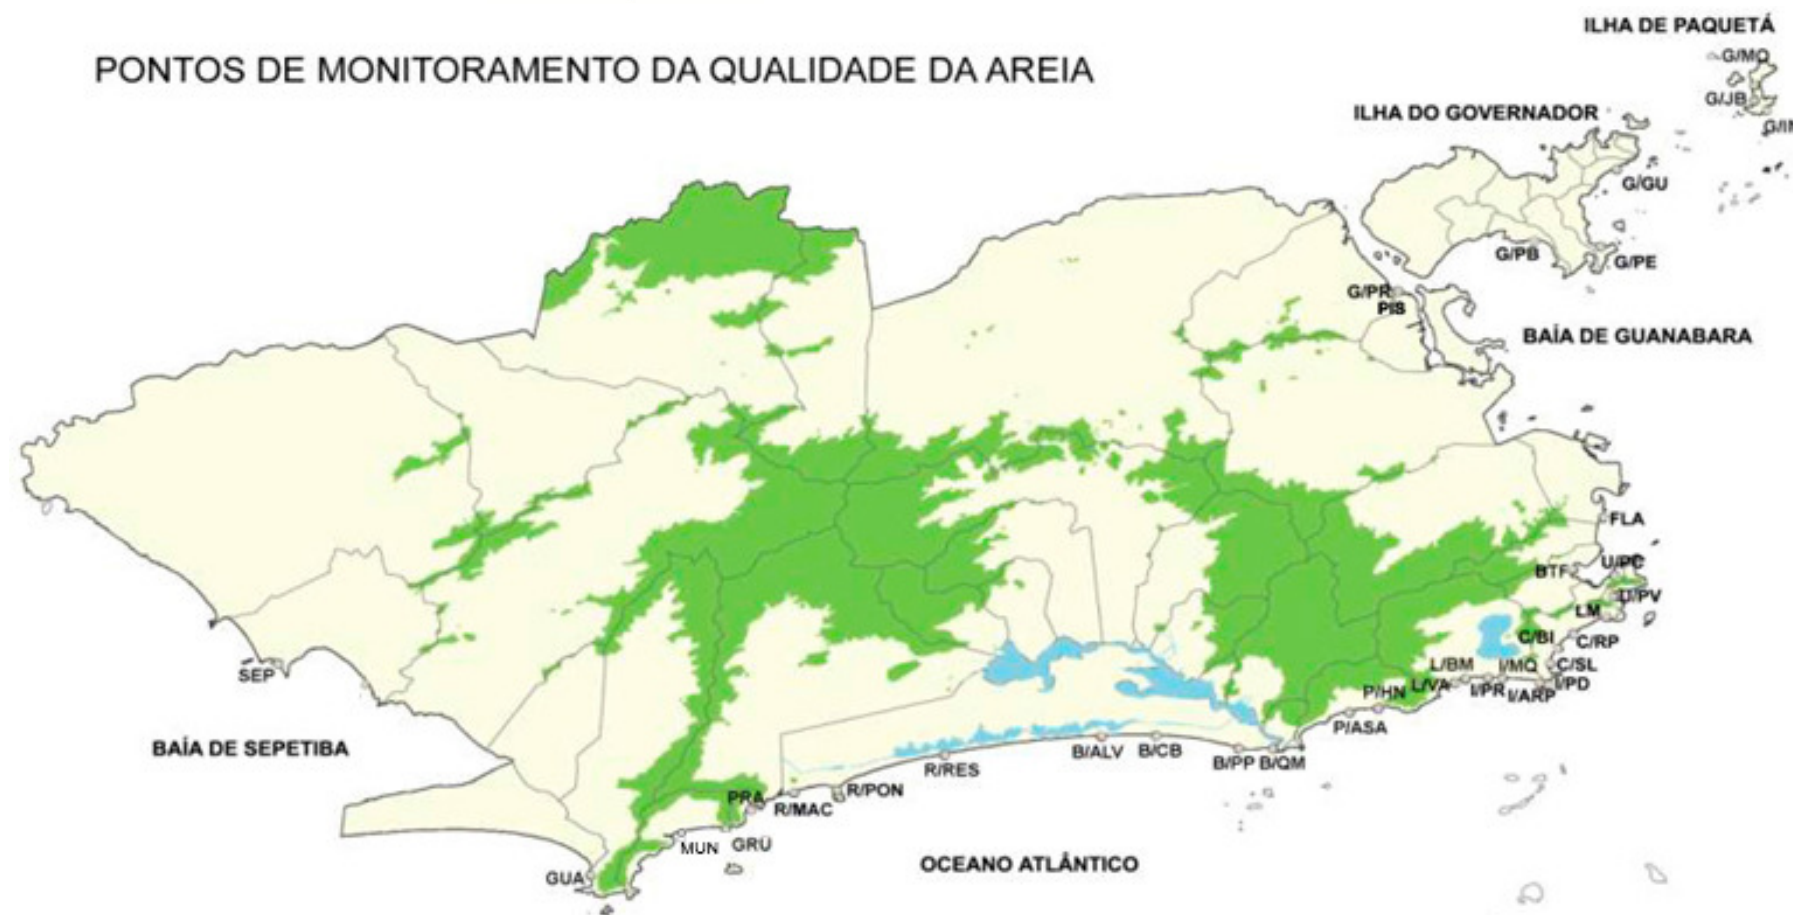 ILHA DE PAQUETÁ
G/MO
PONTOS DE MONITORAMENTO DA QUALIDADE DA AREIA
G/JB
ILHA DO GOVERNADOR
G/IM
G/GU
G/PB
G/PE
G/PR
PIS
BAÍA DE GUANABARA
FLA
BTF
U/PC
U/PV
LM
C/BI
C/RP
SEP
L/BM
I/MQ
C/SL
L/VA
I/PR
I/ARP
I/PD
P/HN
P/ASA
BAÍA DE SEPETIBA
B/ALV
B/CB
B/PP
B/QM
R/RES
PRA
R/MAC
R/PON
MUN
GRÚ
OCEANO ATLÂNTICO
GUA